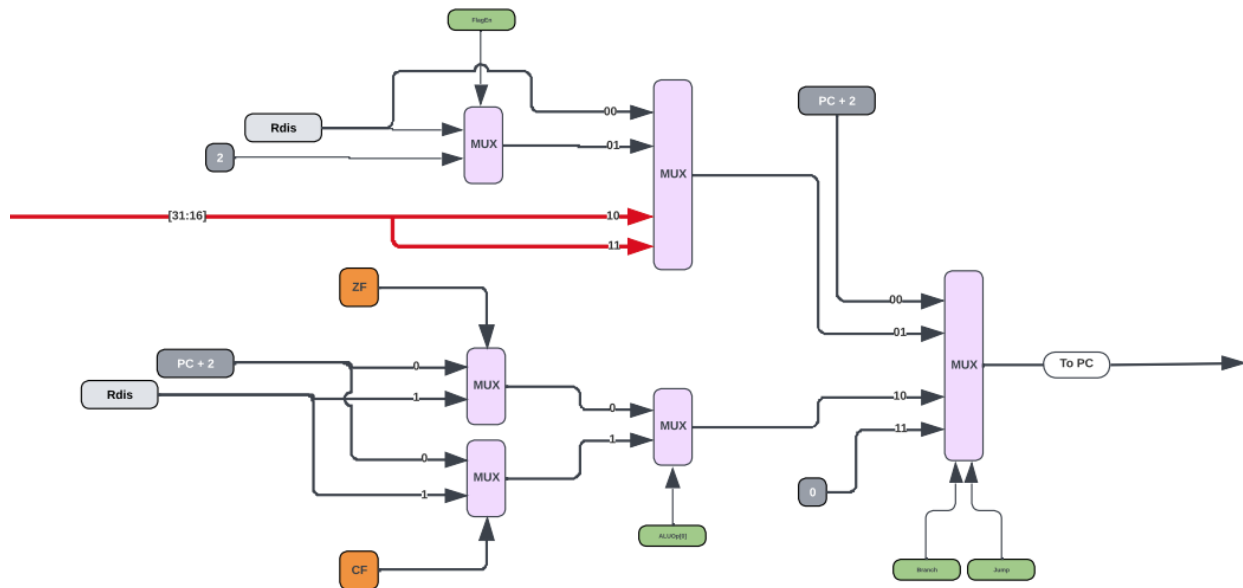 FlagEn
00
PC + 2
Rdis
MUX
01
MUX
2
[31:16]
10
11
ZF
00
01
PC + 2
0
MUX
To PC
Rdis
1
MUX
0
MUX
10
1
11
0
MUX
1
0
ALUOp[0]
CF
Branch
Jump